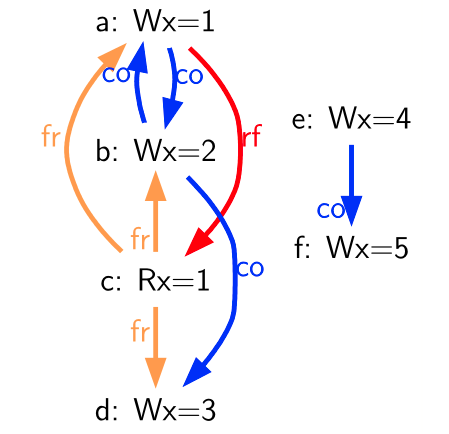 a: Wx=1
co
co
fr
rf
e: Wx=4
b: Wx=2
co
fr
f: Wx=5
co
c: Rx=1
fr
d: Wx=3